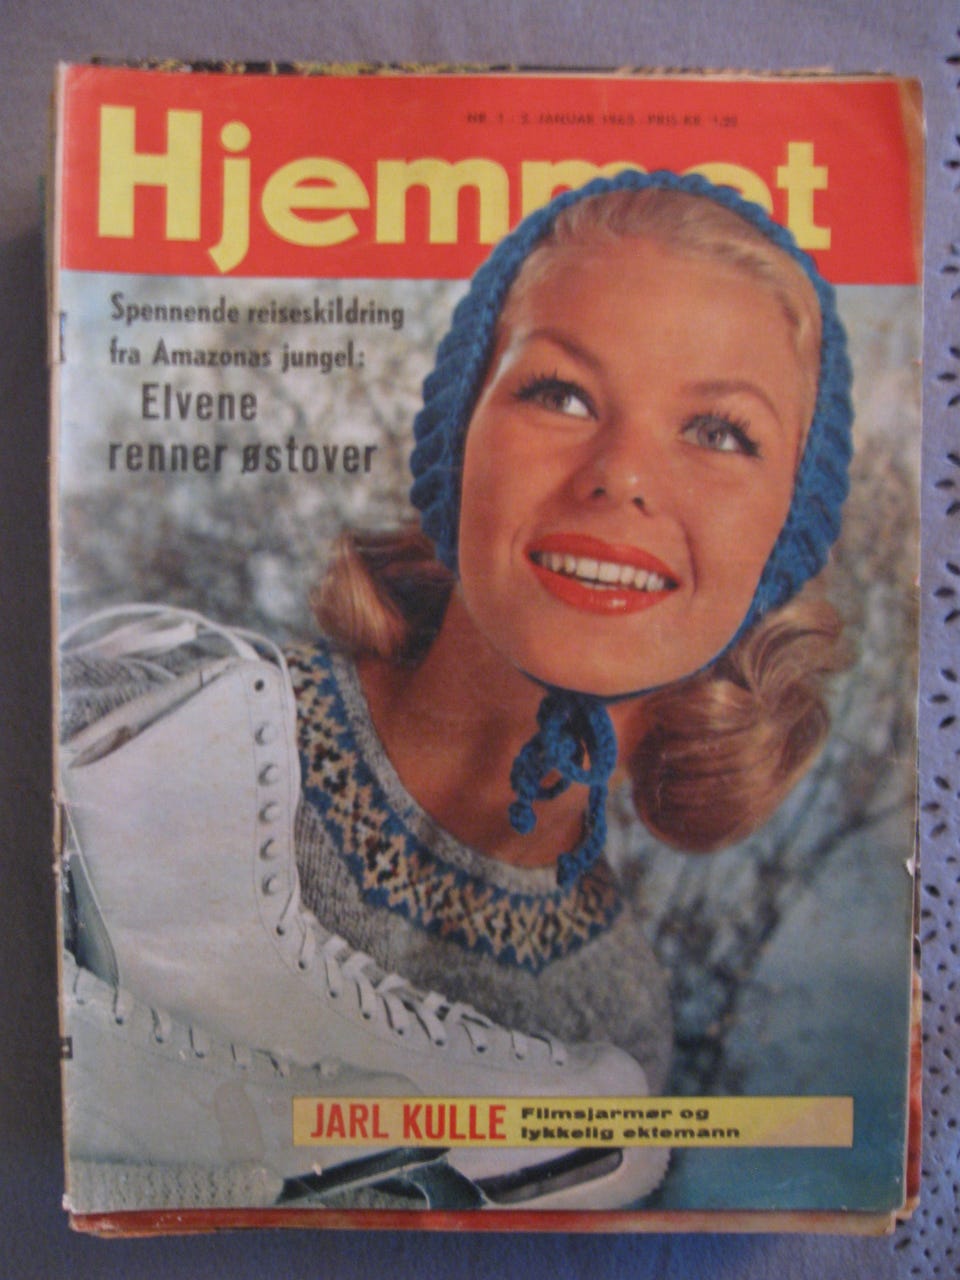 NR. 1 - 2. JANUAR 1963 - PRIS KR. 1,25
Hjemmet
Spennende reiseskildring
fra Amazonas jungel:
Elvene
renner østover
JARL KULLE
Filmsjarmør og
lykkelig ektemann